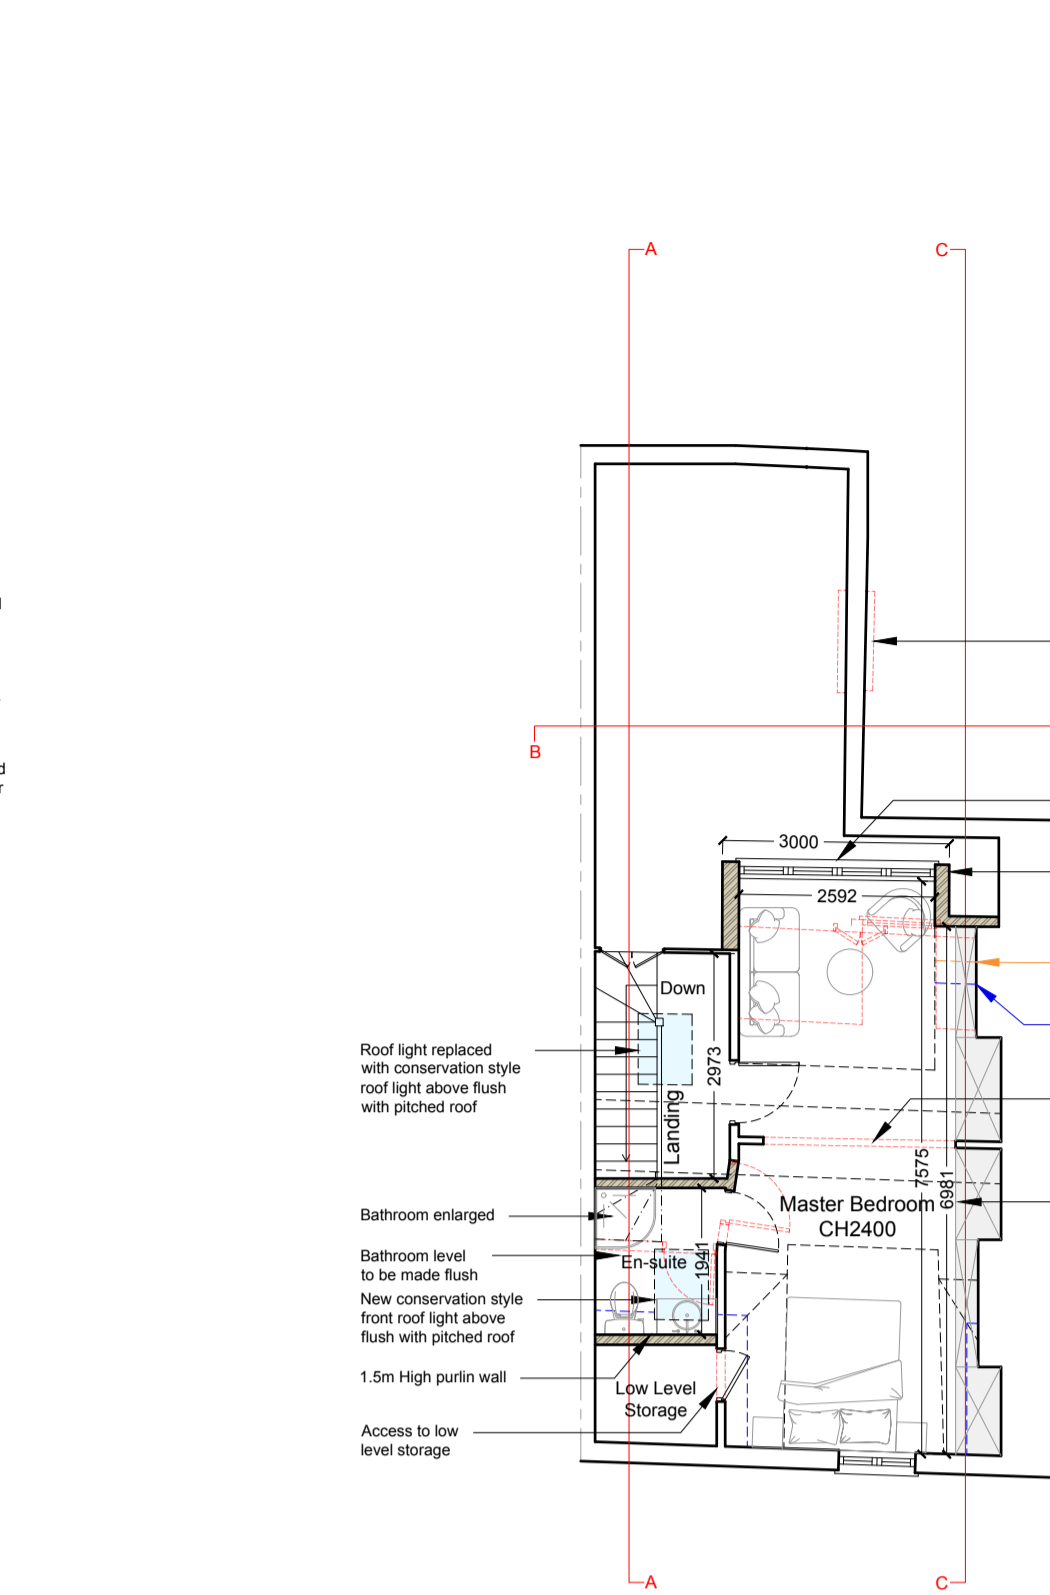 A
C
B
3000
2592
Down
2973
Landing
Roof light replaced
with conservation style
roof light above flush
with pitched roof
7575
6981
Master Bedroom
CH2400
Bathroom enlarged
Bathroom level
to be made flush
En-suite
1941
New conservation style
front roof light above
flush with pitched roof
1.5m High purlin wall
Low Level
Storage
Access to low
level storage
A
C